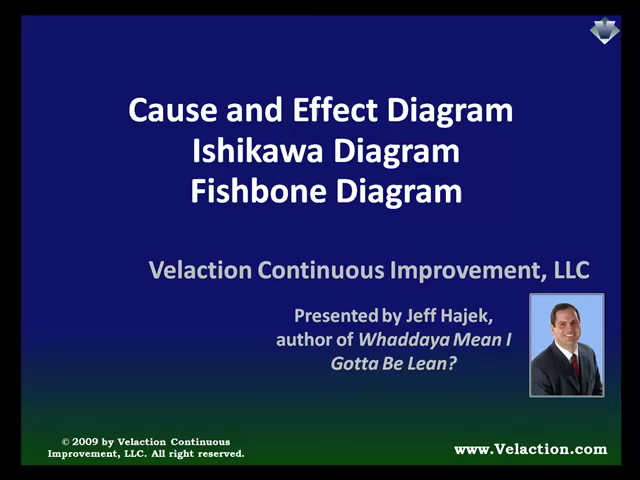 Cause and Effect Diagram
Ishikawa Diagram
Fishbone Diagram
Velaction Continuous Improvement, LLC
Presented by Jeff Hajek,
author of Whaddaya Mean I
Gotta Be Lean?
© 2009 by Velaction Continuous
Improvement, LLC. All right reserved.
www.Velaction.com